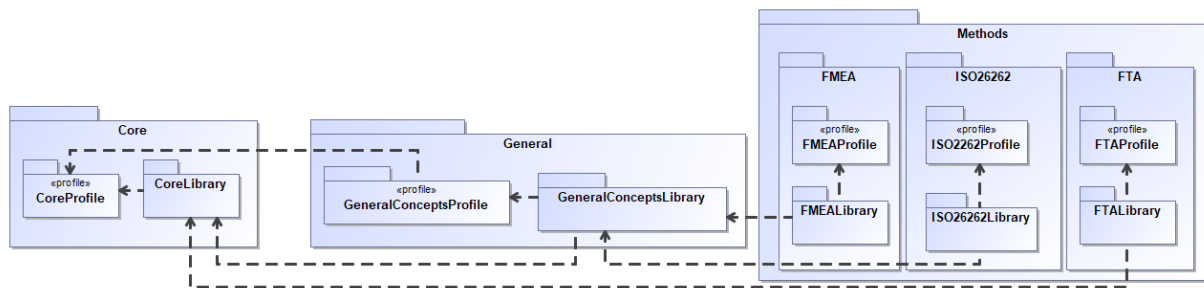 Methods
FMEA
ISO26262
FTA
Core
General
«profile»
FMEAProfile
«profile»
ISO2262Profile
«profile»
FTAProfile
«profile»
CoreProfile
CoreLibrary
«profile»
GeneralConceptsProfile
GeneralConceptsLibrary
FMEALibrary
ISO26262Library
FTALibrary